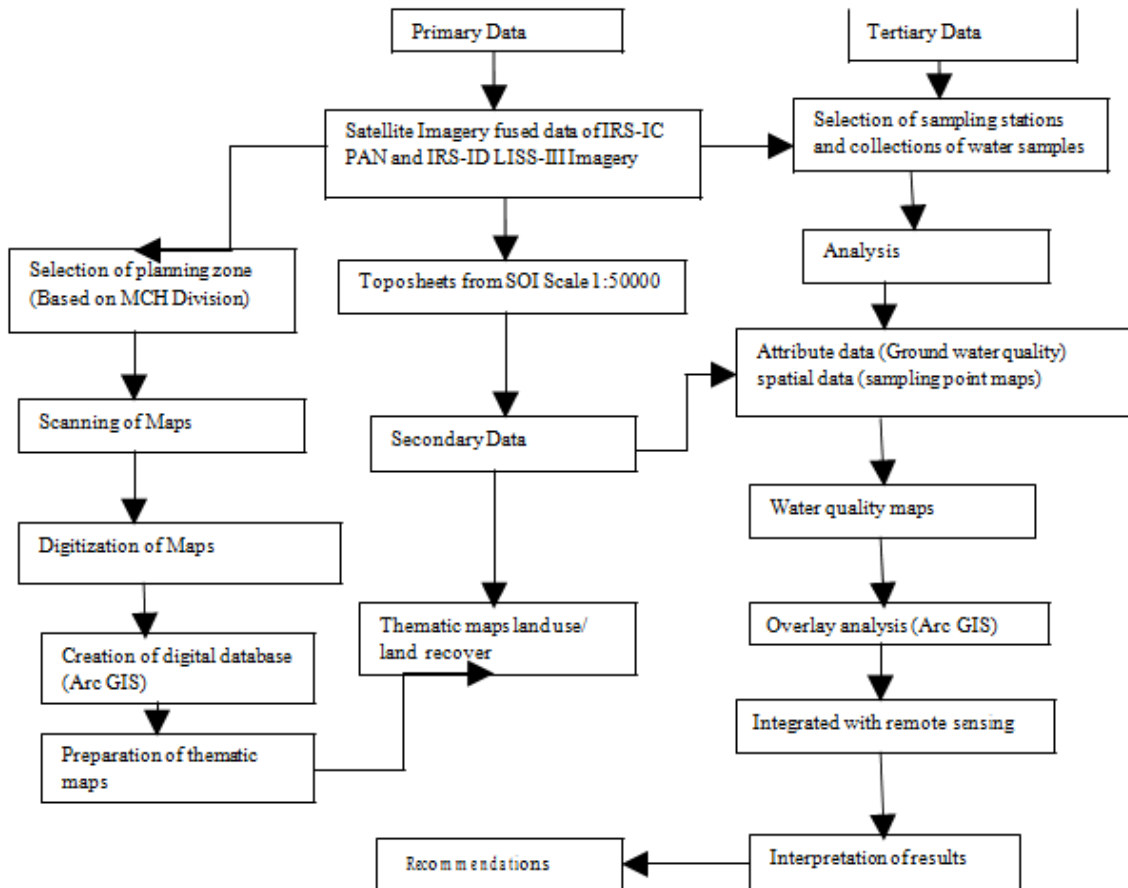 Primary Data
Tertiary Data
Satellite Imagery fused data of IRS-IC
PAN and IRS-ID LISS-III Imagery
Selection of sampling stations
and collections of water samples
Selection of planning zone
(Based on MCH Division)
Toposheets from SOI Scale 1:50000
Analysis
Attribute data (Ground water quality)
spatial data (sampling point maps)
Scanning of Maps
Secondary Data
Water quality maps
Digitization of Maps
Thematic maps land use/
land recover
Overlay analysis (Arc GIS)
Creation of digital database
(Arc GIS)
Integrated with remote sensing
Preparation of thematic
maps
Recommendations
Interpretation of results